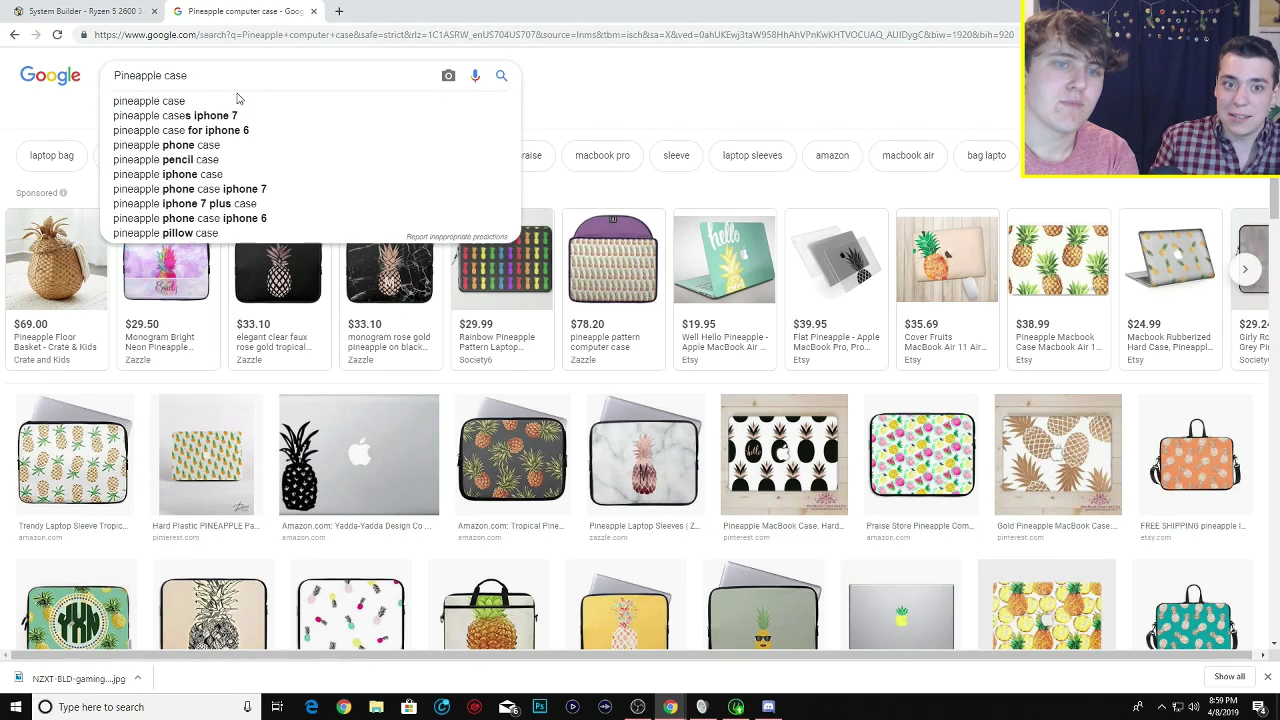 System Builder - Ryzen 5 2600 3.
Pineapple computer case - Googl
https://www.google.com/search?q=Pineapple+computer+case&safe=strict&rlz=1C1ASRW_enUS704US707&source=lnms&tbm=isch&sa=X&ved=0ahUKEwj3taW958HhAhVPnKwKHTVOCUAQ_AUIDygC&biw=1920&bih=920
Google
Pineapple case
pineapple case
pineapple cases iphone 7
pineapple case for iphone 6
pineapple phone case
pineapple pencil case
pineapple iphone case
pineapple phone case iphone 7
pineapple iphone 7 plus case
pineapple phone case iphone 6
pineapple pillow case
Report inappropriate predictions
laptop bag
raise
macbook pro
sleeve
laptop sleeves
amazon
macbook air
bag lapto
Sponsored
hello
$69.00
Pineapple Floor
Basket - Crate & Kids
Crate and Kids
$29.50
Monogram Bright
Neon Pineapple...
Zazzle
$33.10
elegant clear faux
rose gold tropical...
Zazzle
$33.10
monogram rose gold
pineapple on black...
Zazzle
$29.99
Rainbow Pineapple
Pattern Laptop...
Society6
$78.20
pineapple pattern
computer case
Zazzle
$19.95
Well Hello Pineapple -
Apple MacBook Air ...
Etsy
$39.95
Flat Pineapple - Apple
MacBook Pro, Pro...
Etsy
$35.69
Cover Fruits
MacBook Air 11 Air...
Etsy
$38.99
Pineapple Macbook
Case Macbook Air 1...
Etsy
$24.99
Macbook Rubberized
Hard Case, Pineappl...
Etsy
$29.24
Girly Ro
Grey Pin
Society
hello
Trendy Laptop Sleeve Tropic...
amazon.com
Hard Plastic PINEAPPLE Pa...
pinterest.com
Amazon.com: Yadda-Yadda Design Co ...
amazon.com
Amazon.com: Tropical Pine...
amazon.com
Pineapple Laptop Sleeves | Z...
zazzle.com
Pineapple MacBook Case. Hard...
pinterest.com
Praise Store Pineapple Com...
amazon.com
Gold Pineapple MacBook Case...
pinterest.com
FREE SHIPPING pineapple l...
etsy.com
YXN
NZXT-BLD-gaming....jpg
Show all
Type here to search
8:59 PM
4/8/2019